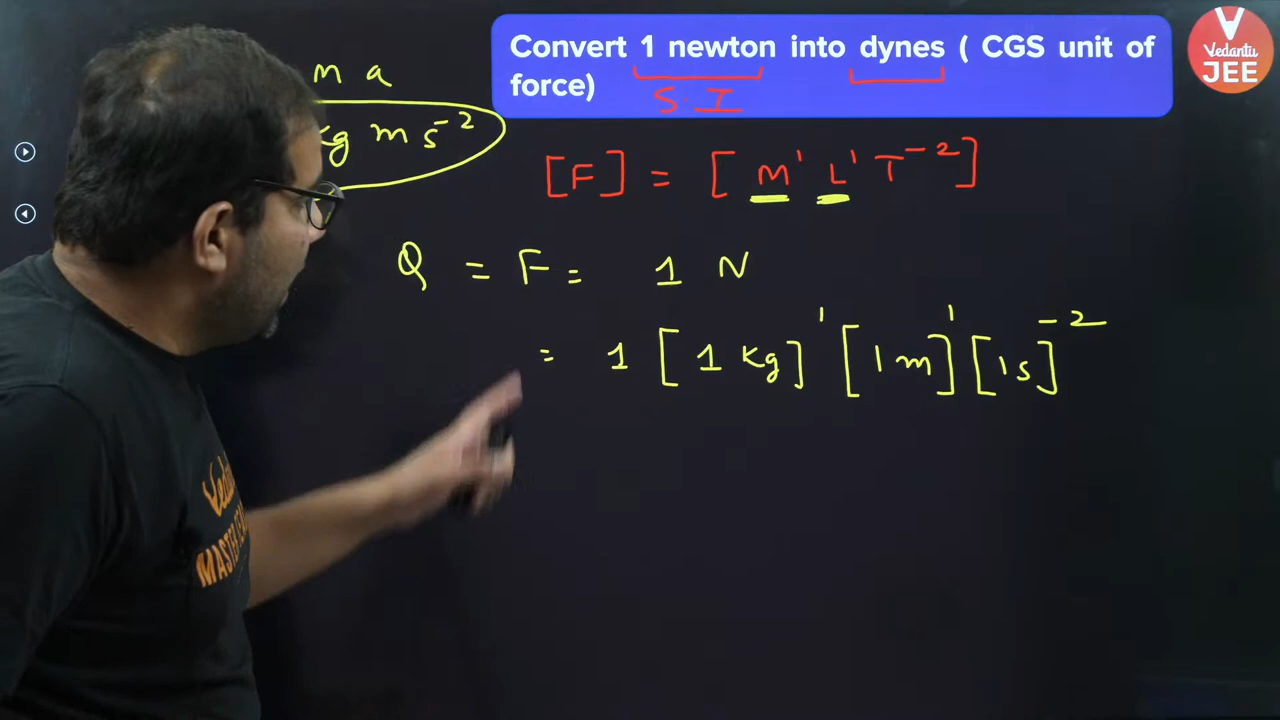 Convert 1 newton into dynes ( CGS unit of
force)
Vedantu
JEE
S.I
m a
kg m s⁻²
[F] = [M¹ L¹ T⁻²]
Q = F = 1 N
= 1 [1 kg]¹ [1 m]¹ [1s]⁻²